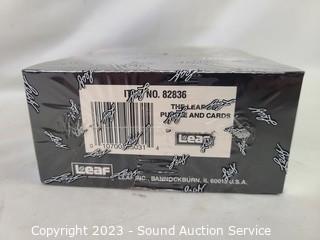 ITEM NO. 82836
THE LEAF
PUZZLE AND CARDS
Leaf
Leaf
LEAF, INC., BANNOCKBURN, IL 60015 U.S.A.
Copyright 2023 - Sound Auction Service